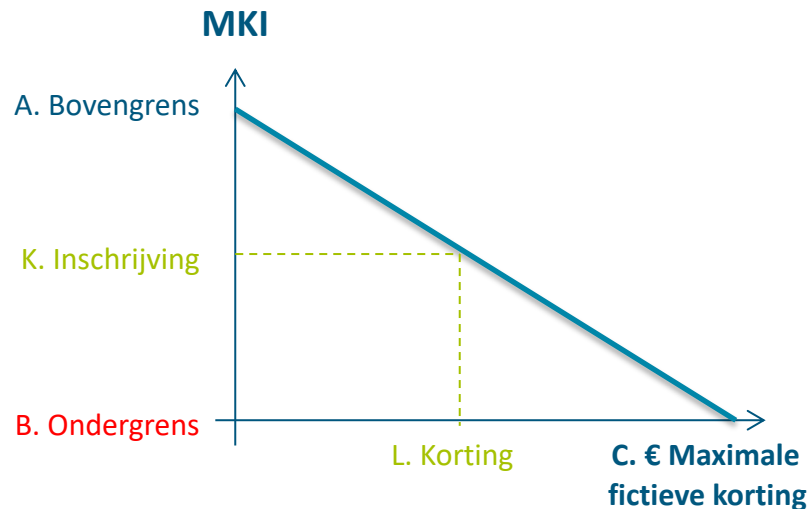 MKI
A. Bovengrens
K. Inschrijving
B. Ondergrens
L. Korting
C. € Maximale
fictieve korting